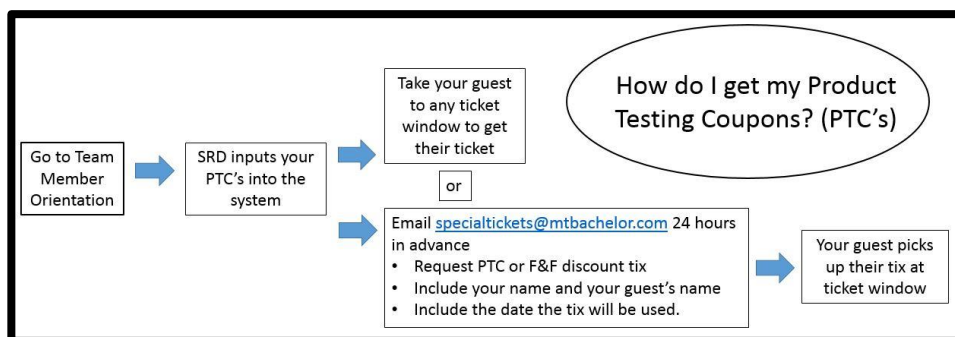 How do I get my Product
Testing Coupons? (PTC's)
Go to Team
Member
Orientation
SRD inputs your
PTC's into the
system
Take your guest
to any ticket
window to get
their ticket
or
Email specialtickets@mtbachelor.com 24 hours
in advance
• Request PTC or F&F discount tix
• Include your name and your guest's name
• Include the date the tix will be used.
Your guest picks
up their tix at
ticket window